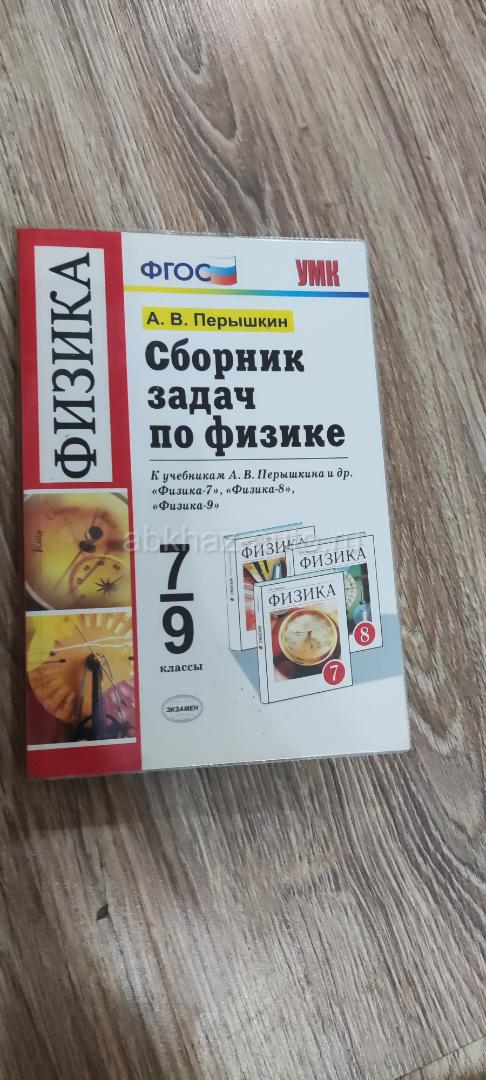 ФИЗИКА
ФГОС
УМК
А. В. Перышкин
Сборник
задач
по физике
К учебникам А. В. Перышкина и др.
«Физика-7», «Физика-8»,
«Физика-9»
7
9
классы
ЭКЗАМЕН
ФИЗИКА
ФИЗИКА
8
ФИЗИКА
7